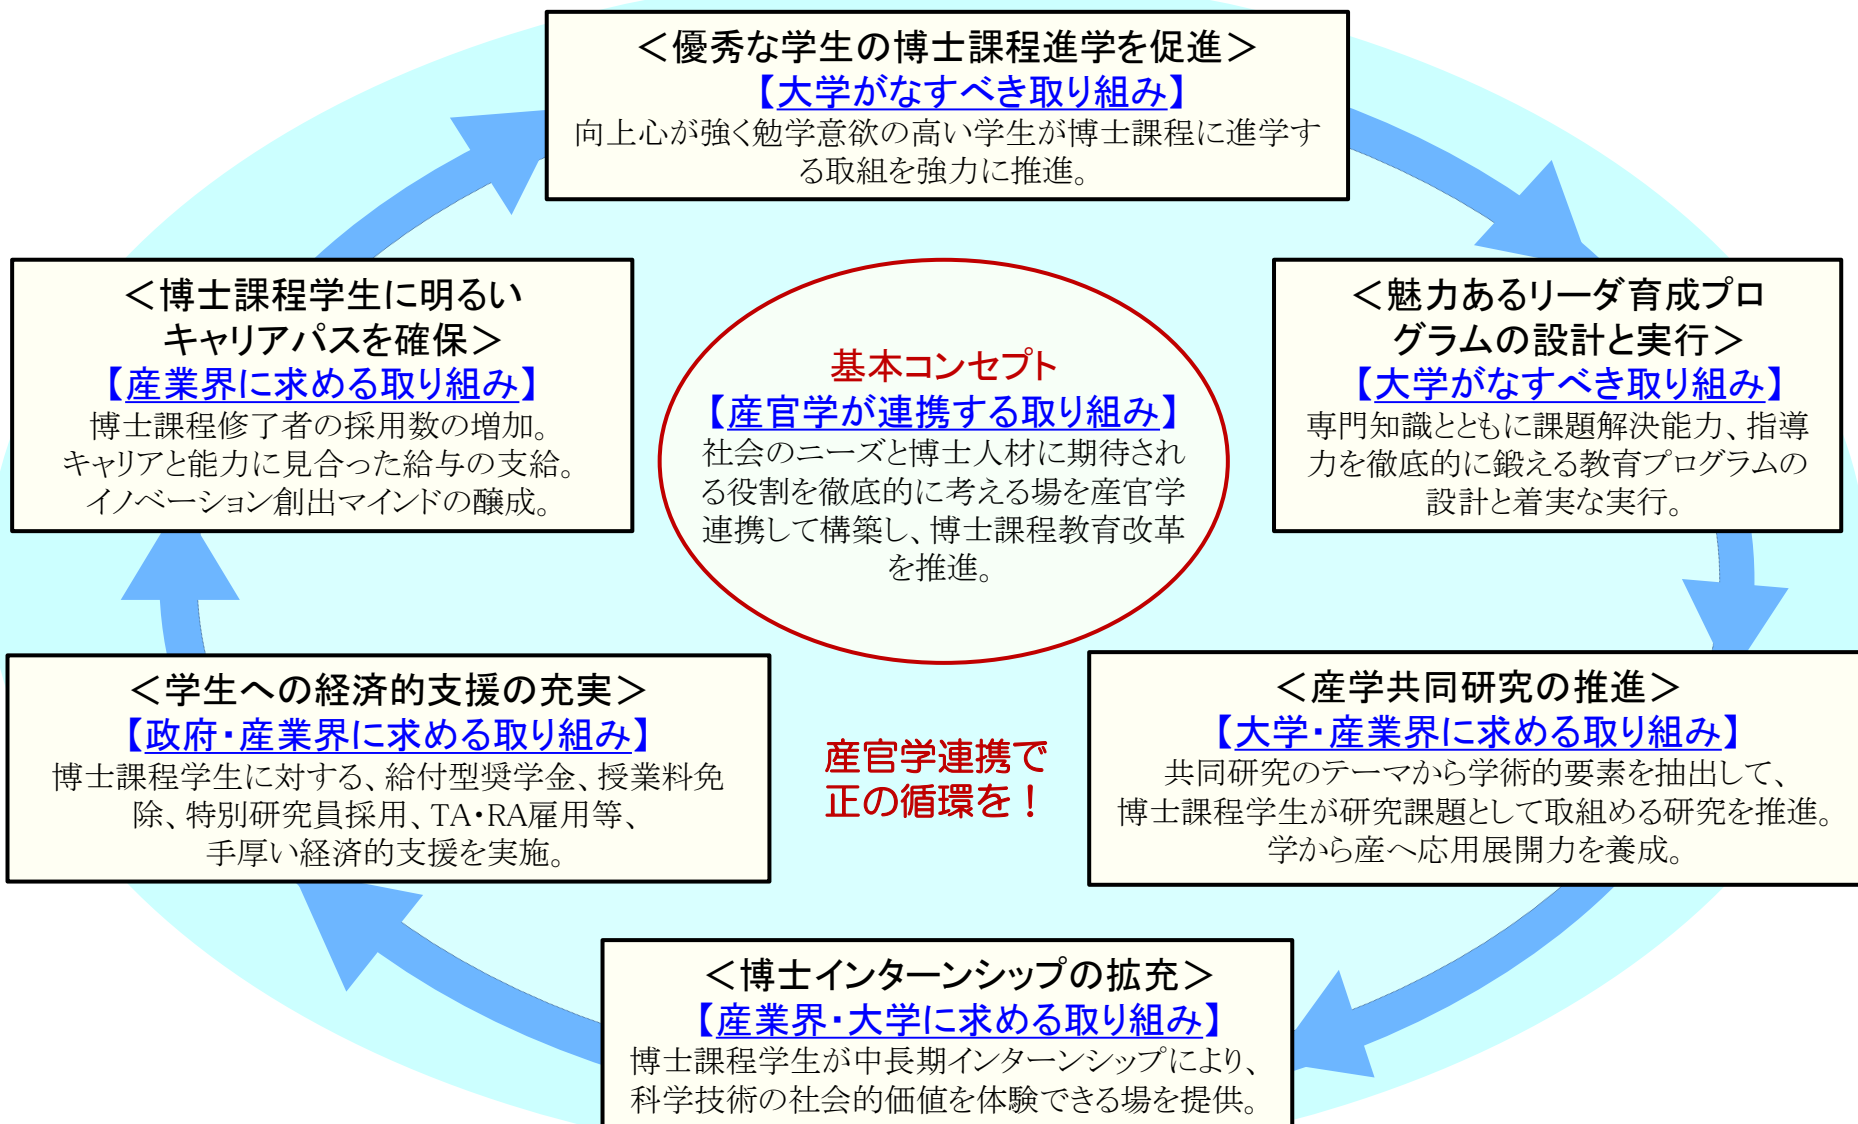 ＜優秀な学生の博士課程進学を促進＞
【大学がなすべき取り組み】
向上心が強く勉学意欲の高い学生が博士課程に進学す
る取組を強力に推進。
＜博士課程学生に明るい
キャリアパスを確保＞
【産業界に求める取り組み】
博士課程修了者の採用数の増加。
キャリアと能力に見合った給与の支給。
イノベーション創出マインドの醸成。
基本コンセプト
【産官学が連携する取り組み】
社会のニーズと博士人材に期待され
る役割を徹底的に考える場を産官学
連携して構築し、博士課程教育改革
を推進。
＜魅力あるリーダ育成プロ
グラムの設計と実行＞
【大学がなすべき取り組み】
専門知識とともに課題解決能力、指導
力を徹底的に鍛える教育プログラムの
設計と着実な実行。
＜学生への経済的支援の充実＞
【政府・産業界に求める取り組み】
博士課程学生に対する、給付型奨学金、授業料免
除、特別研究員採用、TA・RA雇用等、
手厚い経済的支援を実施。
産官学連携で
正の循環を！
＜産学共同研究の推進＞
【大学・産業界に求める取り組み】
共同研究のテーマから学術的要素を抽出して、
博士課程学生が研究課題として取組める研究を推進。
学から産へ応用展開力を養成。
＜博士インターンシップの拡充＞
【産業界・大学に求める取り組み】
博士課程学生が中長期インターンシップにより、
科学技術の社会的価値を体験できる場を提供。